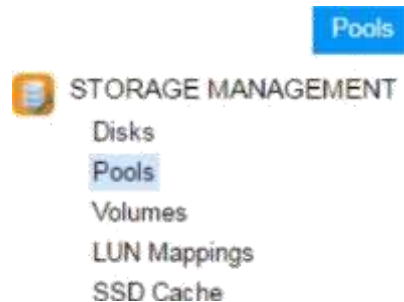 Pools
STORAGE MANAGEMENT
Disks
Pools
Volumes
LUN Mappings
SSD Cache